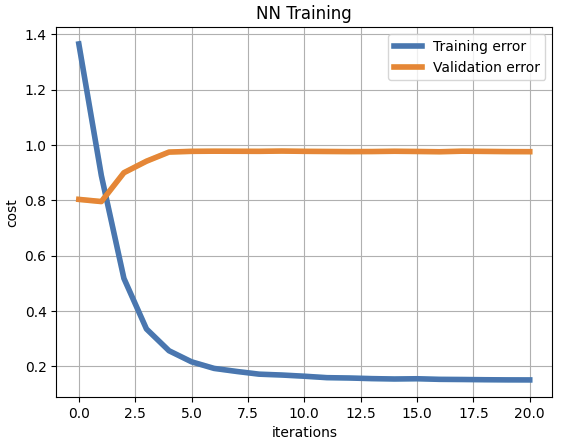 NN Training
Training error
Validation error
1.4
1.2
1.0
0.8
0.6
0.4
0.2
cost
0.0 2.5 5.0 7.5 10.0 12.5 15.0 17.5 20.0
iterations